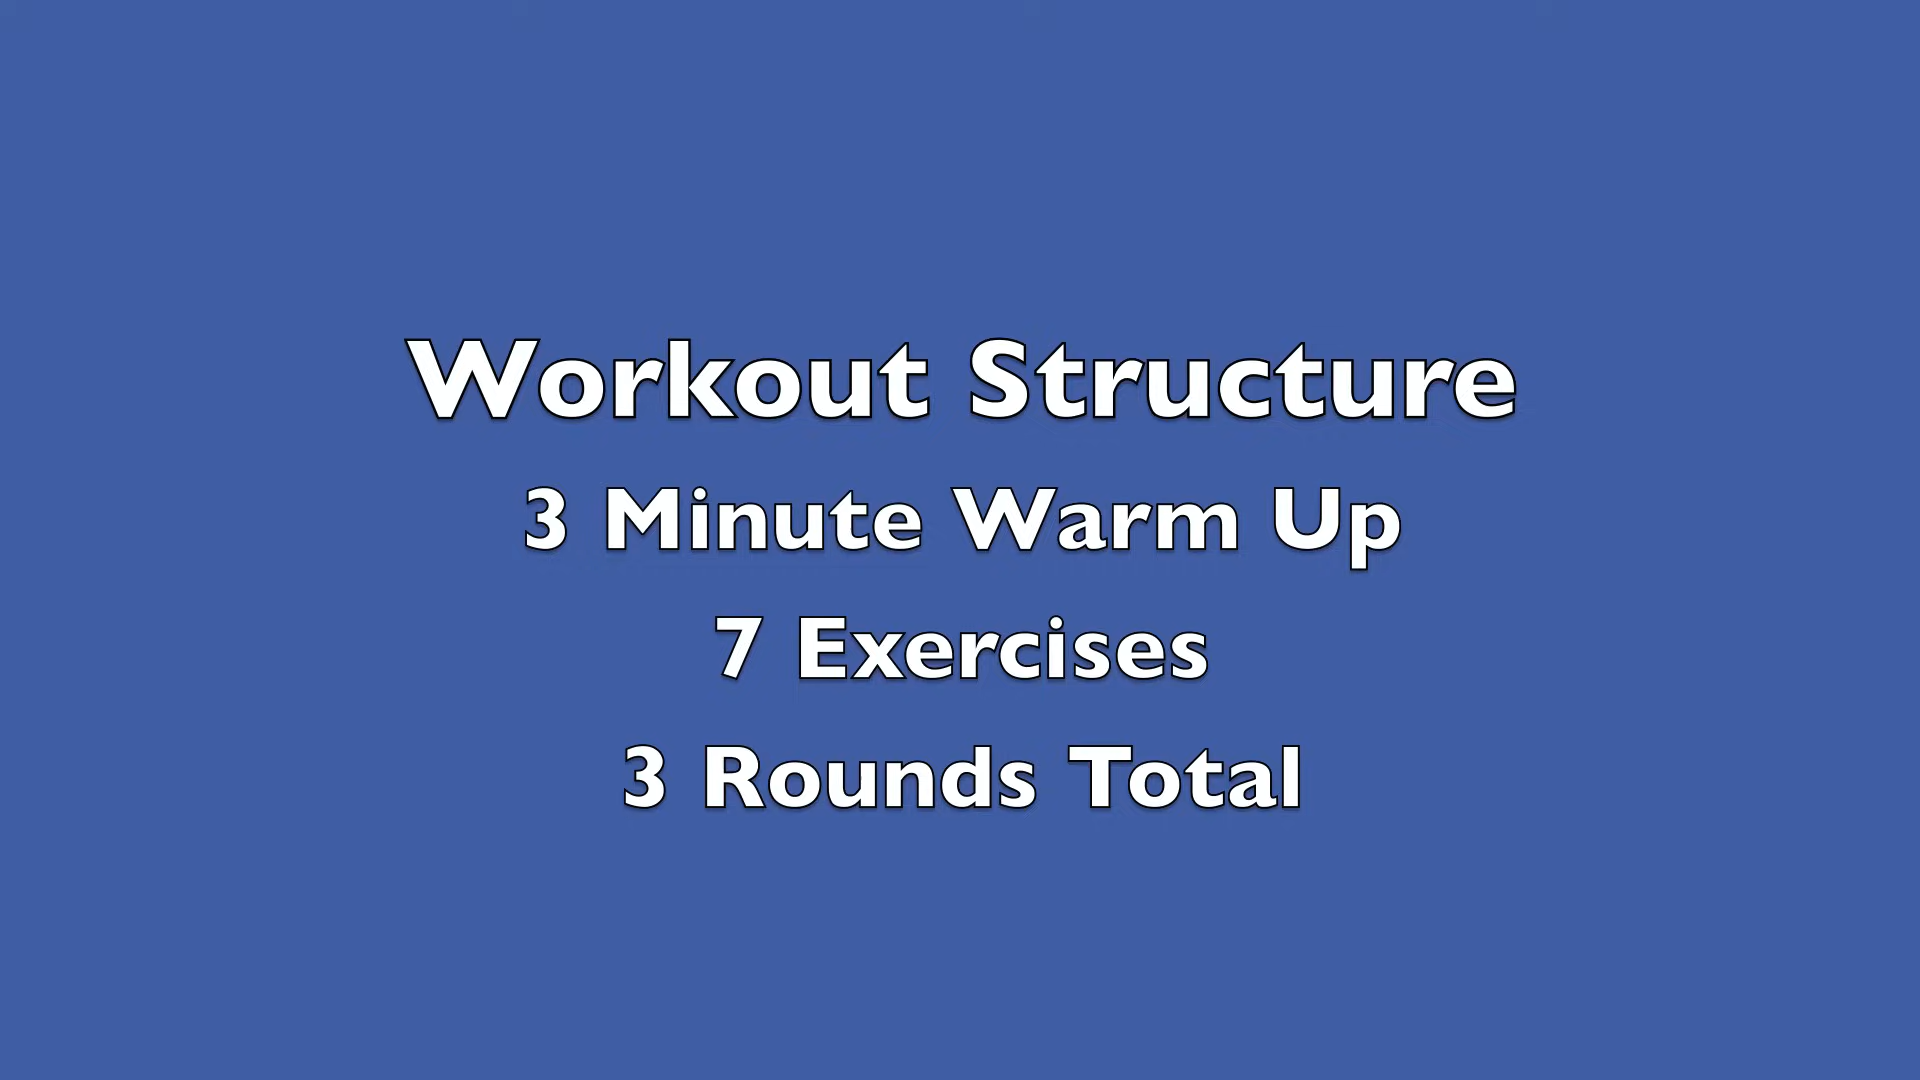 Workout Structure
3 Minute Warm Up
7 Exercises
3 Rounds Total